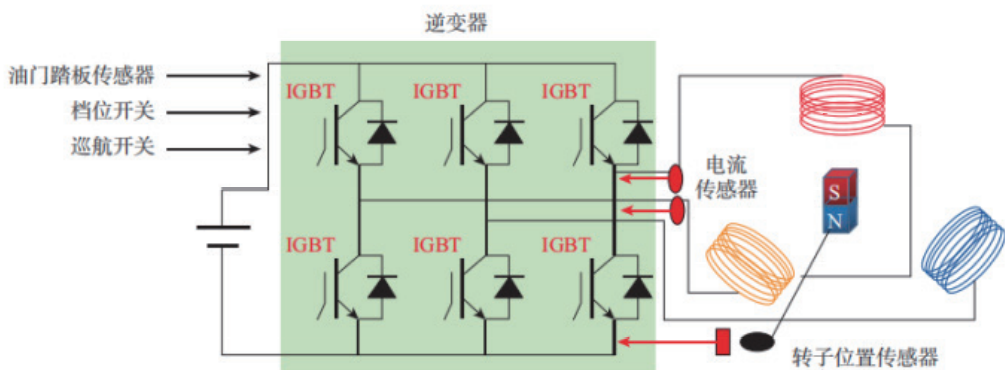 逆变器
油门踏板传感器
档位开关
巡航开关
IGBT
IGBT
IGBT
电流
传感器
S
N
IGBT
IGBT
IGBT
转子位置传感器